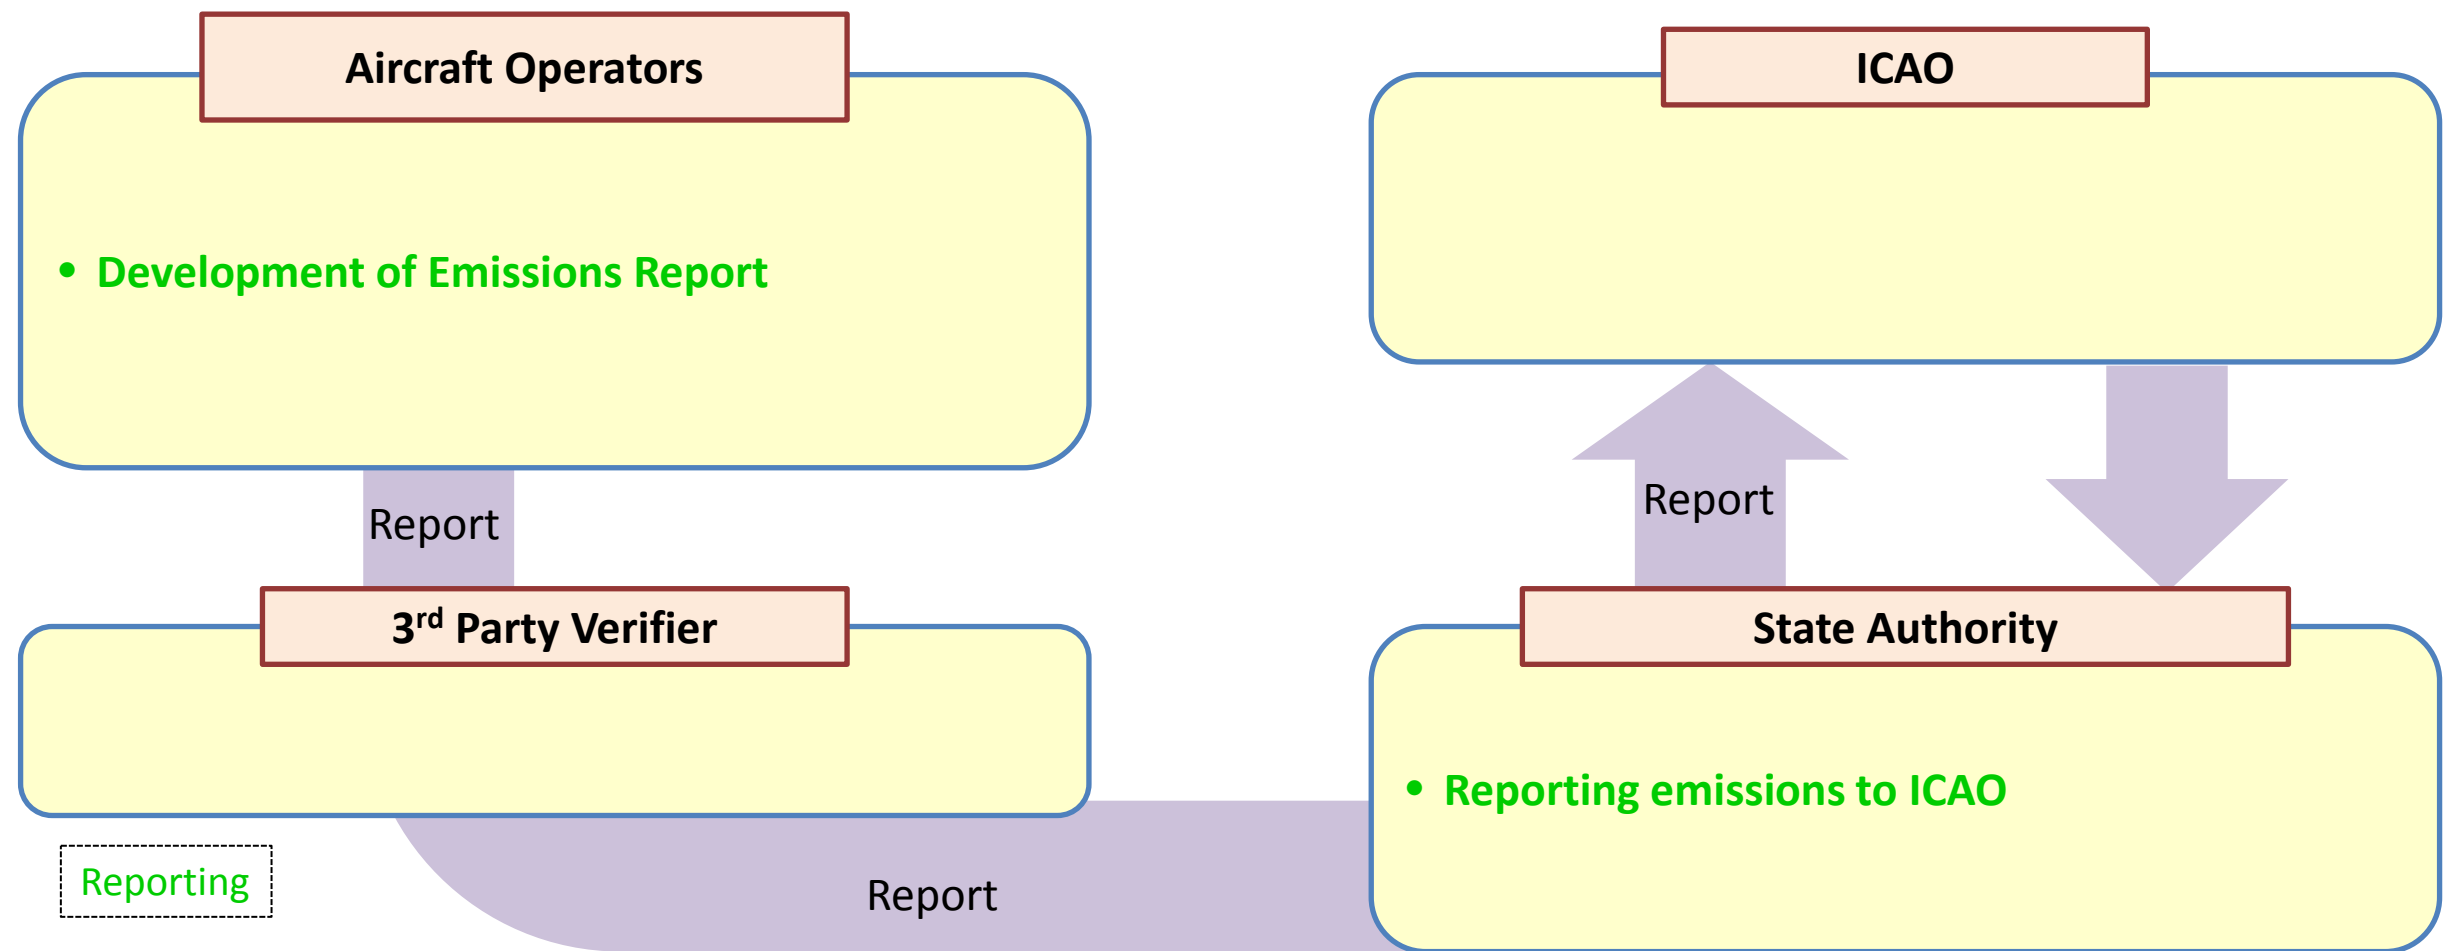 Aircraft Operators
• Development of Emissions Report
Report
3rd Party Verifier
Reporting
Report
ICAO
Report
State Authority
• Reporting emissions to ICAO